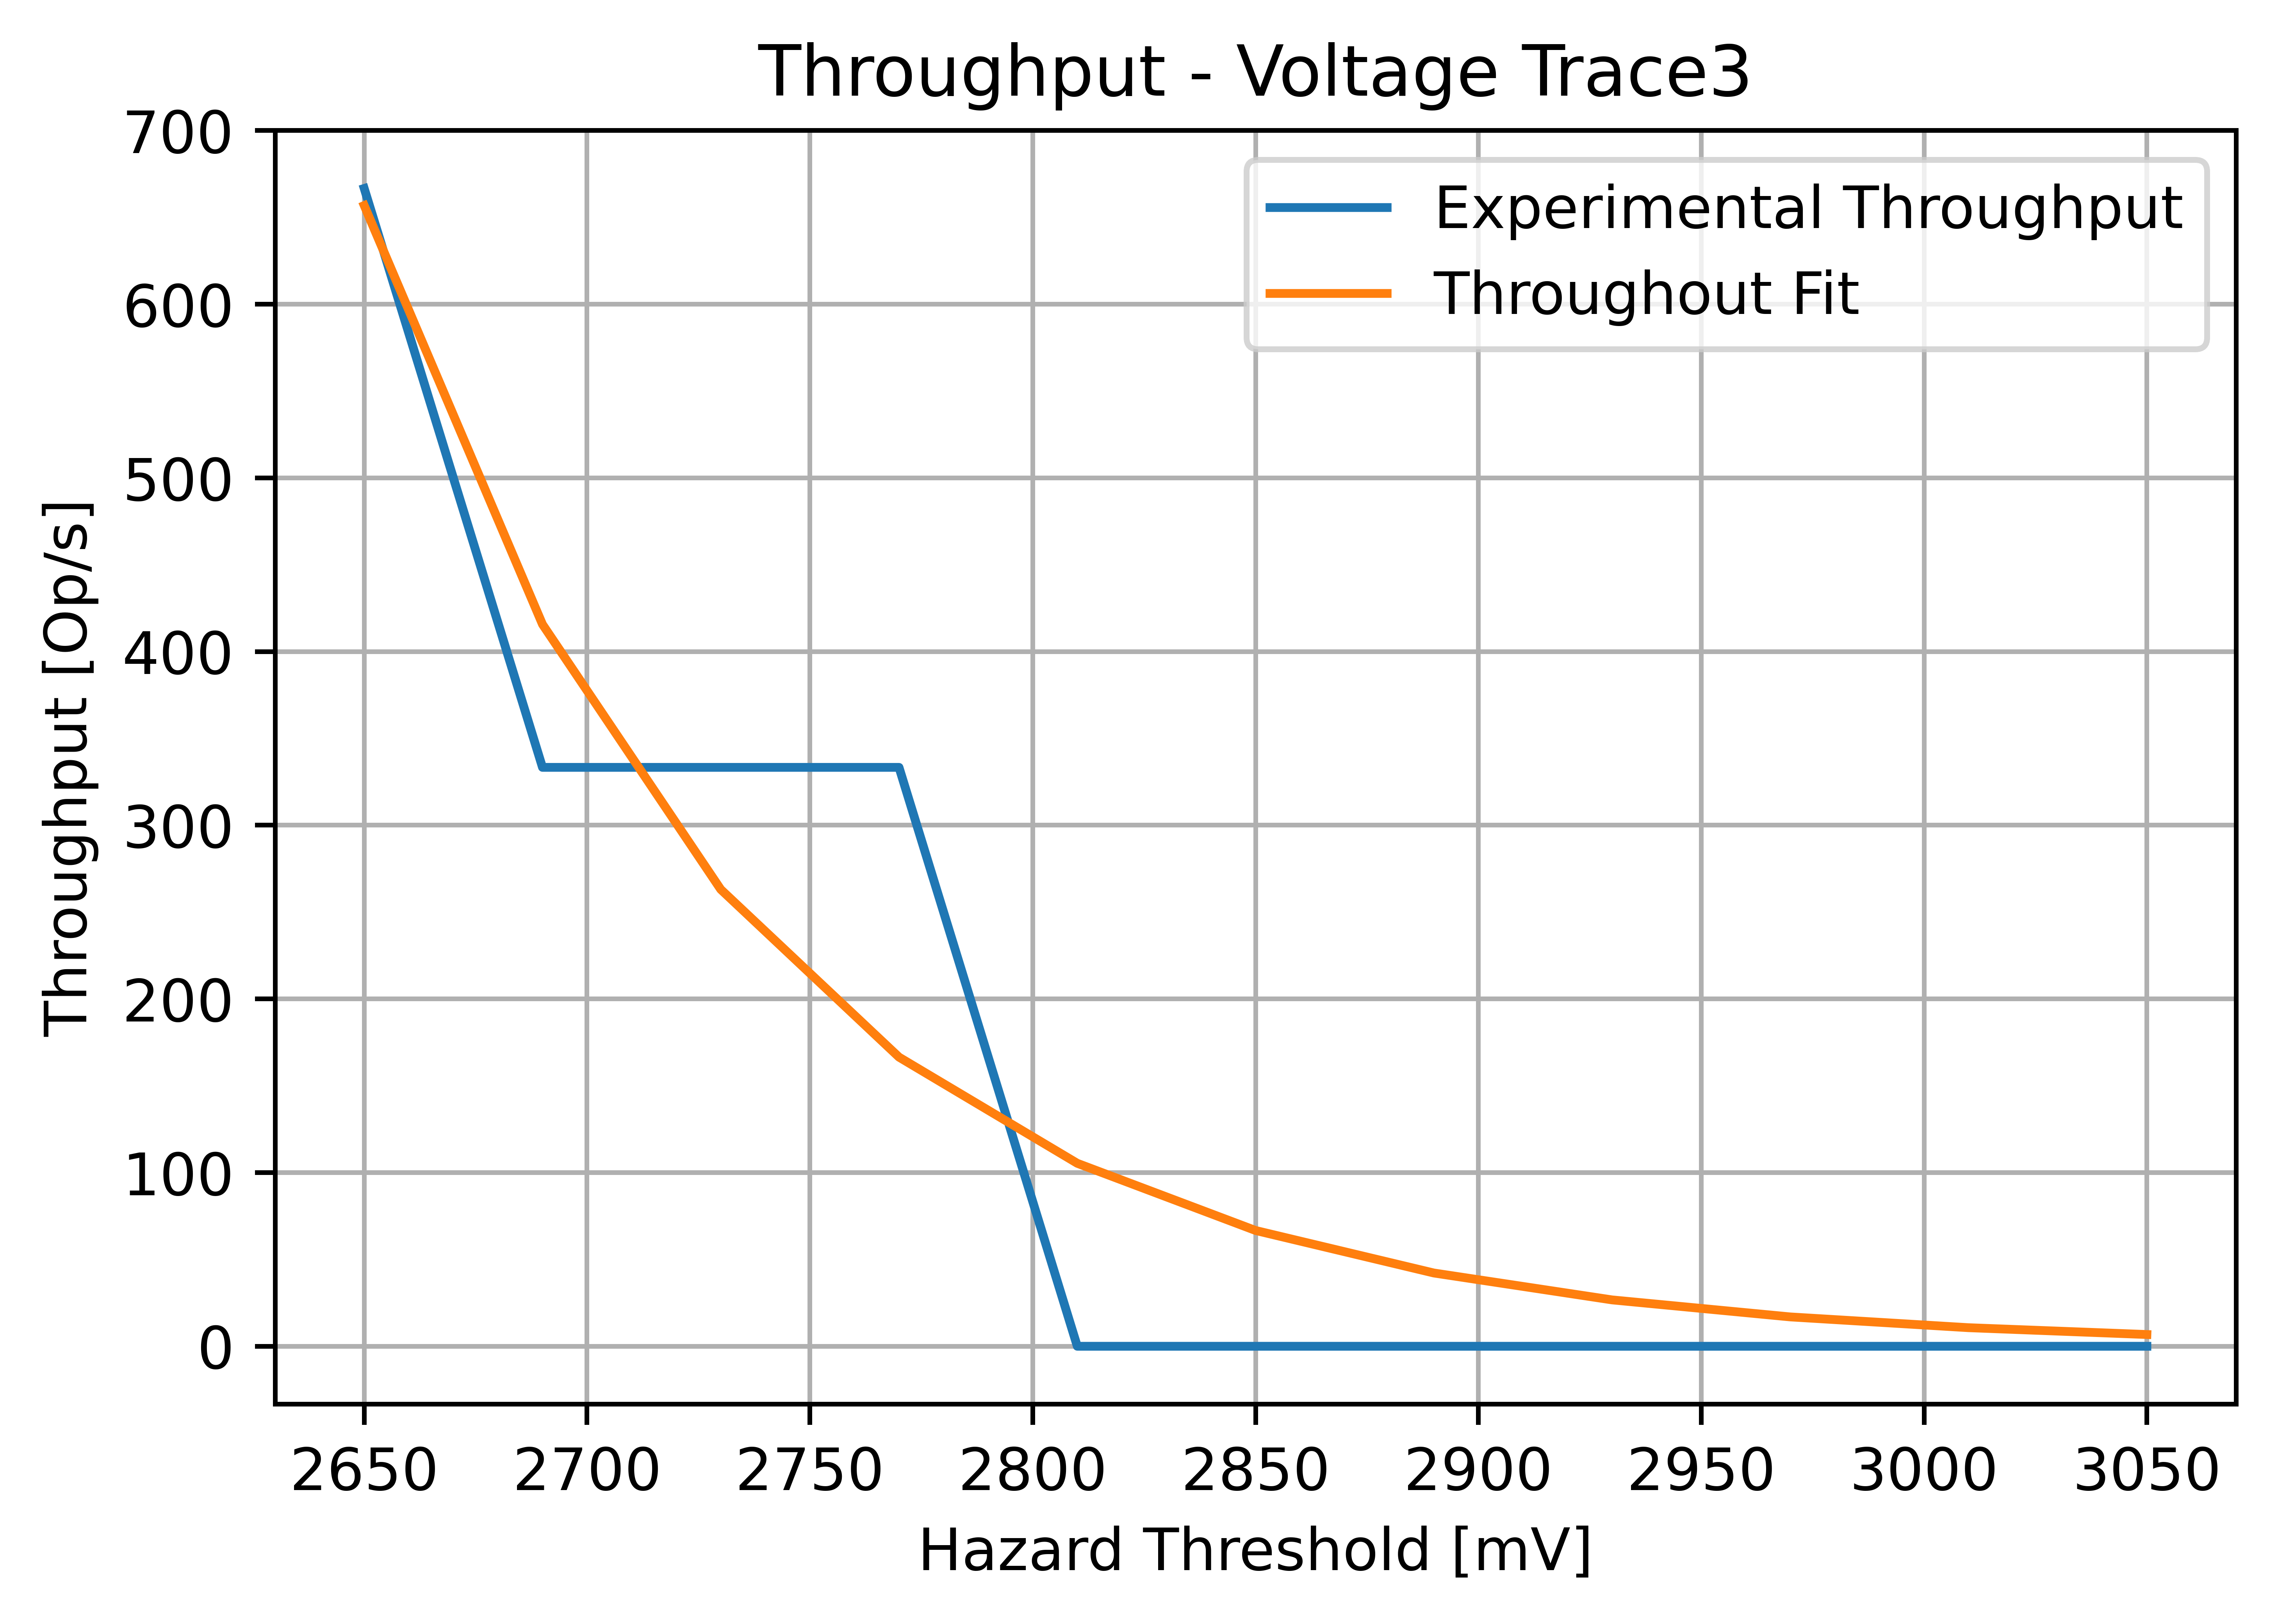 Throughput - Voltage Trace3
700
600
500
400
300
200
100
0
Throughput [Op/s]
Experimental Throughput
Throughout Fit
2650 2700 2750 2800 2850 2900 2950 3000 3050
Hazard Threshold [mV]